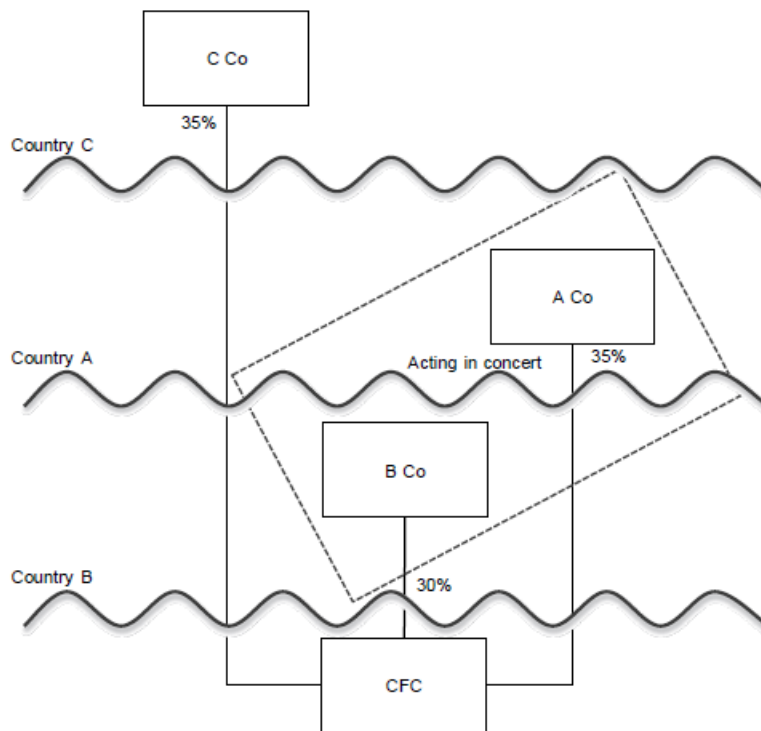 C Co
35%
Country C
A Co
Country A
Acting in concert
35%
B Co
Country B
30%
CFC